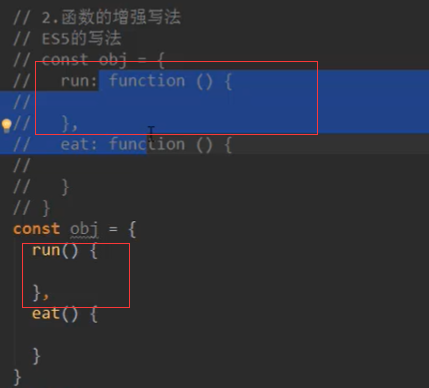 // 2.函数的增强写法
// ES5的写法
// const obj = {
//   run: function () {
//
//   },
//   eat: function () {
//
//   }
// }
const obj = {
  run() {
  },
  eat() {
  }
}